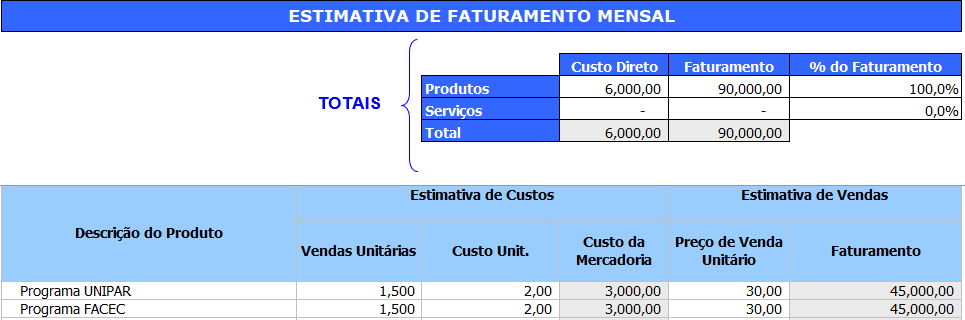 ESTIMATIVA DE FATURAMENTO MENSAL
Custo Direto Faturamento % do Faturamento
Produtos 6,000,00 90,000,00 100,0%
TOTAIS
Serviços - - 0,0%
Total 6,000,00 90,000,00
Estimativa de Custos Estimativa de Vendas
Descrição do Produto
Vendas Unitárias Custo Unit. Custo da Mercadoria Preço de Venda Unitário Faturamento
Programa UNIPAR 1,500 2,00 3,000,00 30,00 45,000,00
Programa FACEC 1,500 2,00 3,000,00 30,00 45,000,00